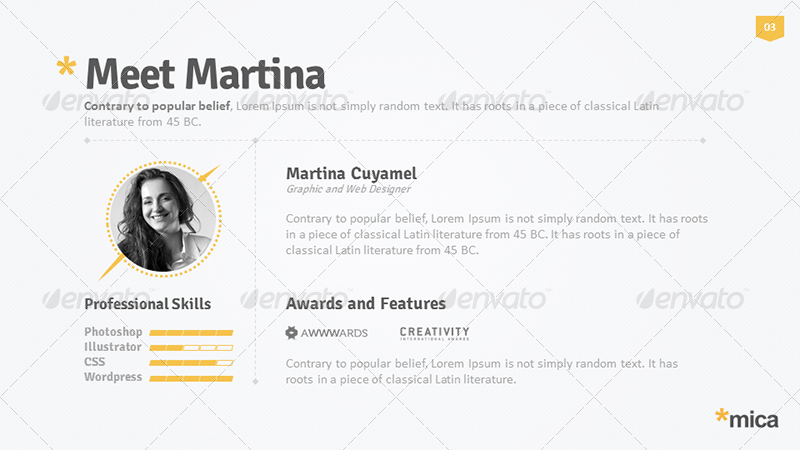 03
* Meet Martina
Contrary to popular belief, Lorem Ipsum is not simply random text. It has roots in a piece of classical Latin
literature from 45 BC.
envato envato envato envato
Martina Cuyamel
Graphic and Web Designer
Contrary to popular belief, Lorem Ipsum is not simply random text. It has roots
in a piece of classical Latin literature from 45 BC. It has roots in a piece of
classical Latin literature from 45 BC.
envato envato envato envato
Professional Skills
Photoshop
Illustrator
CSS
Wordpress
Awards and Features
AWWWARDS
CREATIVITY
INTERNATIONAL AWARDS
Contrary to popular belief, Lorem Ipsum is not simply random text. It has
roots in a piece of classical Latin literature.
*mica